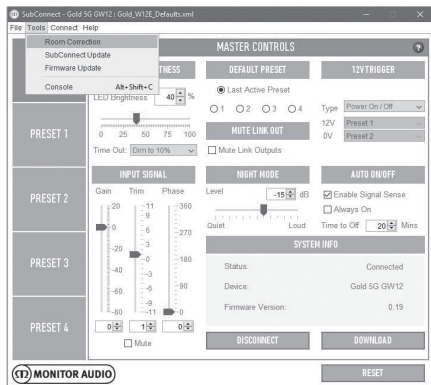 SubConnect - Gold 5G GW12 : Gold_W12E_Defaults.xml
File Tools Connect Help
Room Correction
SubConnect Update
Firmware Update
Console Alt+Shift+C
MASTER CONTROLS
?
TNESS
LED Brightness 40 %
0 25 50 75 100
Time Out: Dim to 10%
DEFAULT PRESET
Last Active Preset
1 2 3 4
MUTE LINK OUT
Mute Link Outputs
12V TRIGGER
Type Power On / Off
12V Preset 1
0V Preset 2
PRESET 1
PRESET 2
PRESET 3
PRESET 4
INPUT SIGNAL
Gain Trim Phase
20 11 360
9
0 6 270
3
-20
0 180
-40 -3
-6 90
-60
-9
-80 -11 0
0 1 0
Mute
NIGHT MODE
Level -15 dB
Quiet Loud
AUTO ON/OFF
Enable Signal Sense
Always On
Time to Off 20 Mins
SYSTEM INFO
Status: Connected
Device: Gold 5G GW12
Firmware Version: 0.19
DISCONNECT DOWNLOAD
MONITOR AUDIO
RESET